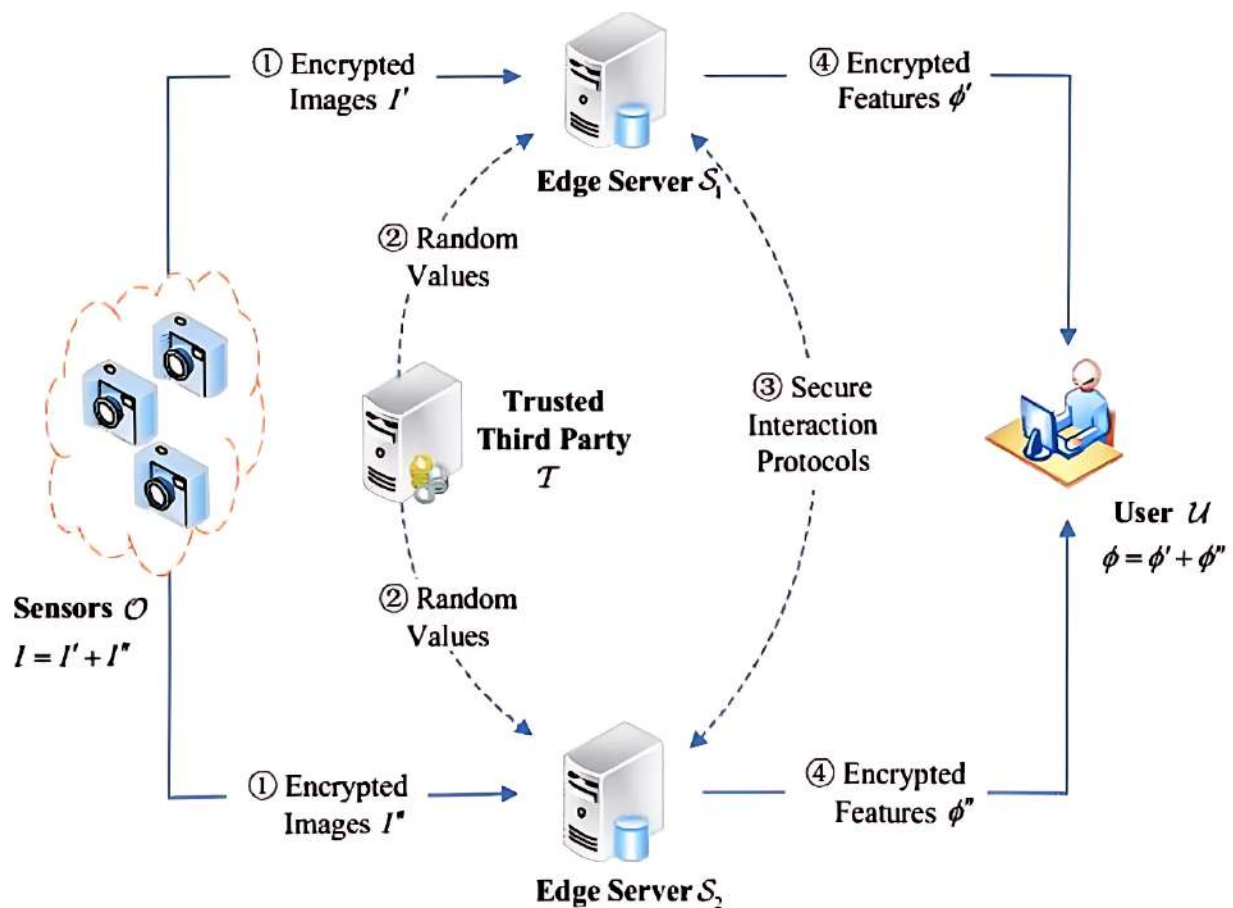 ① Encrypted
Images I'
④ Encrypted
Features ϕ'
Edge Server 𝒮₁
② Random
Values
Trusted
Third Party
𝒯
③ Secure
Interaction
Protocols
User 𝒰
ϕ = ϕ' + ϕ"
② Random
Values
Sensors 𝒪
I = I' + I"
① Encrypted
Images I"
④ Encrypted
Features ϕ"
Edge Server 𝒮₂